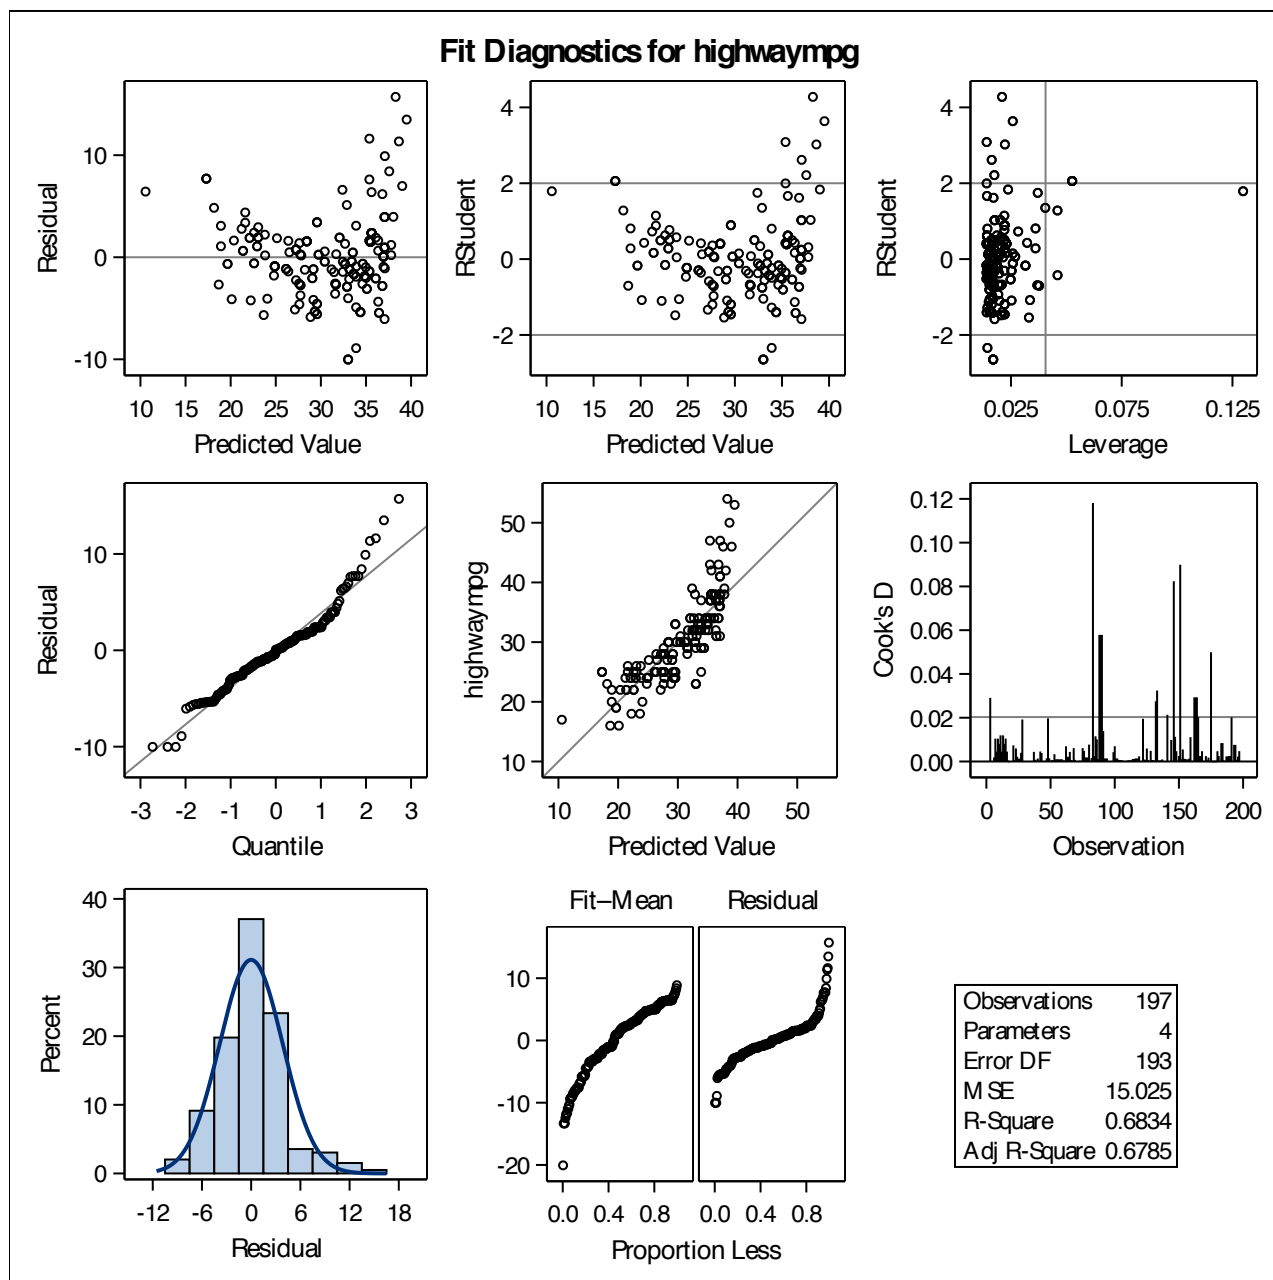 Fit Diagnostics for highwaympg
Residual
10
0
-10
10 15 20 25 30 35 40
Predicted Value
RStudent
4
2
0
-2
10 15 20 25 30 35 40
Predicted Value
RStudent
4
2
0
-2
0.025 0.075 0.125
Leverage
Residual
10
0
-10
-3 -2 -1 0 1 2 3
Quantile
highwaympg
50
40
30
20
10
10 20 30 40 50
Predicted Value
Cook's D
0.12
0.10
0.08
0.06
0.04
0.02
0.00
0 50 100 150 200
Observation
Percent
40
30
20
10
0
-12 -6 0 6 12 18
Residual
Fit–Mean Residual
10
0
-10
-20
0.0 0.4 0.8 0.0 0.4 0.8
Proportion Less
Observations 197
Parameters 4
Error DF 193
MSE 15.025
R-Square 0.6834
Adj R-Square 0.6785